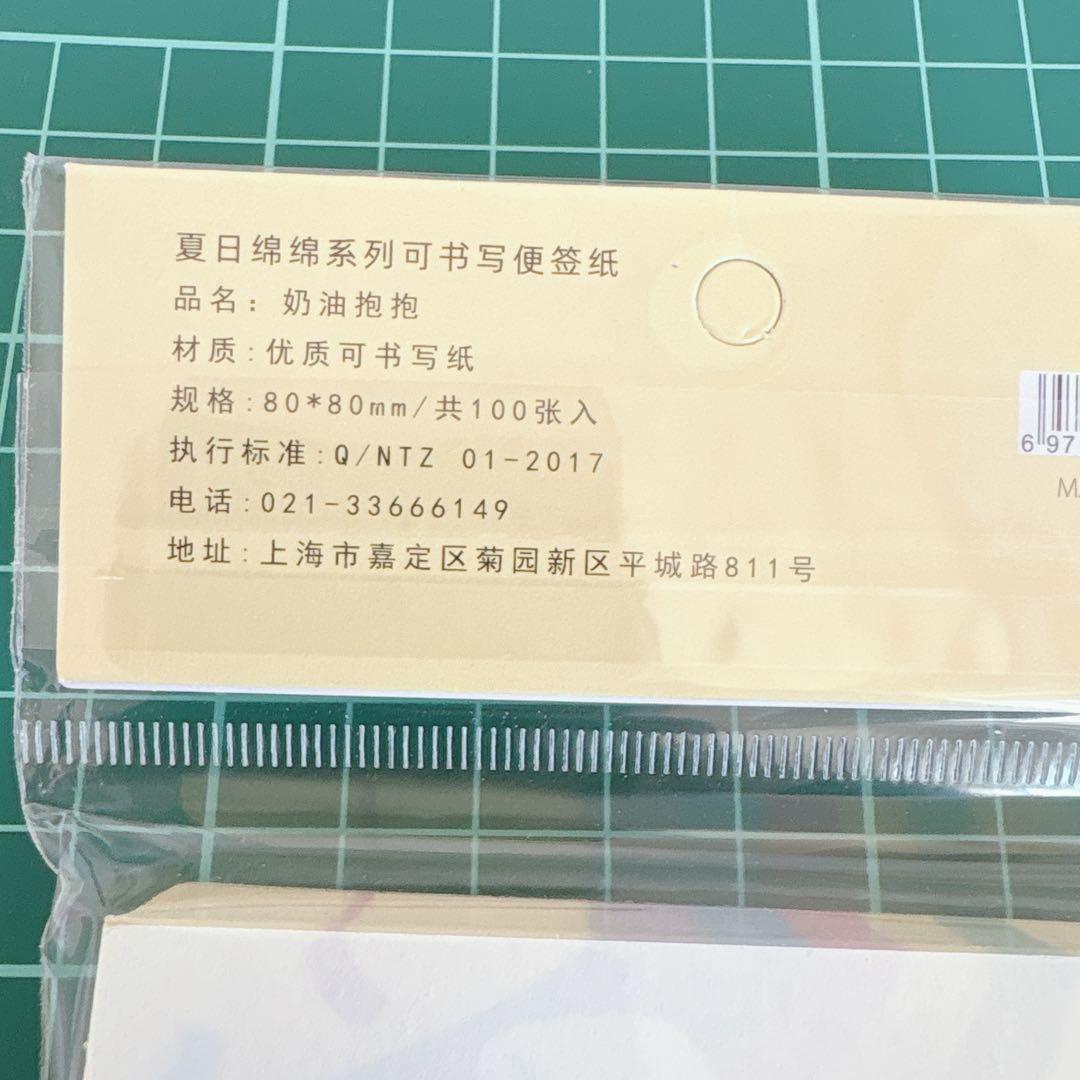 夏日绵绵系列可书写便签纸
品名：奶油抱抱
材质:优质可书写纸
规格:80*80mm/共100张入
执行标准:Q/NTZ 01-2017
电话:021-33666149
地址:上海市嘉定区菊园新区平城路811号
6 97